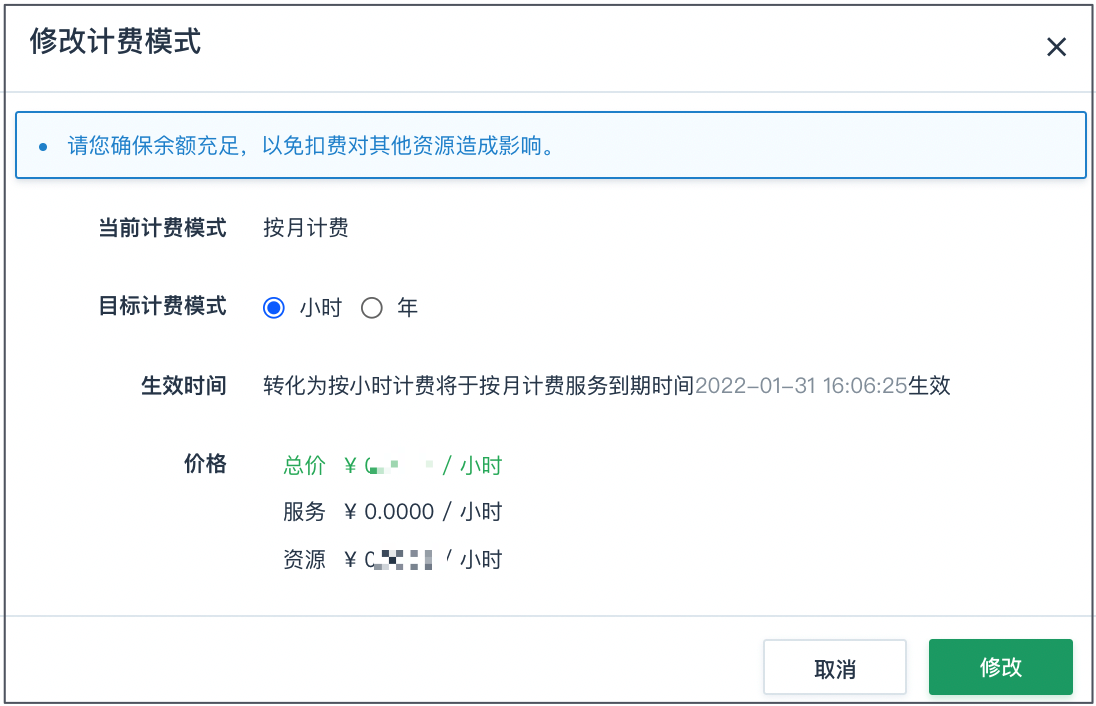 修改计费模式
请您确保余额充足，以免扣费对其他资源造成影响。
当前计费模式 按月计费
目标计费模式 小时 年
生效时间 转化为按小时计费将于按月计费服务到期时间2022-01-31 16:06:25生效
价格 总价 ¥ / 小时
服务 ¥ 0.0000 / 小时
资源 ¥ / 小时
取消 修改